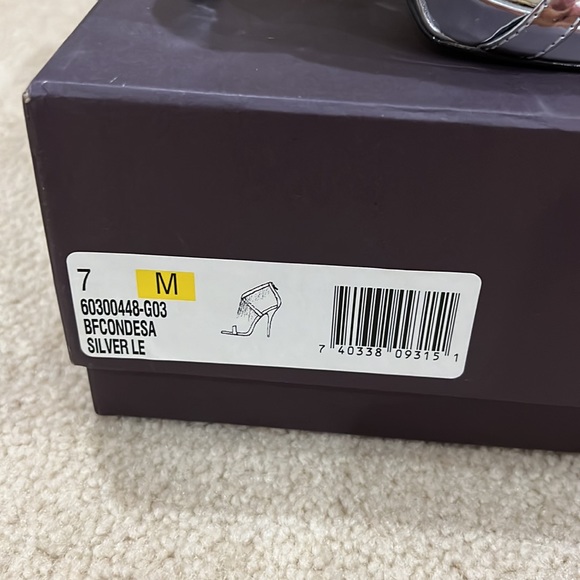 7 M
60300448-G03
BFCONDESA
SILVER LE
7 40338 09315 1